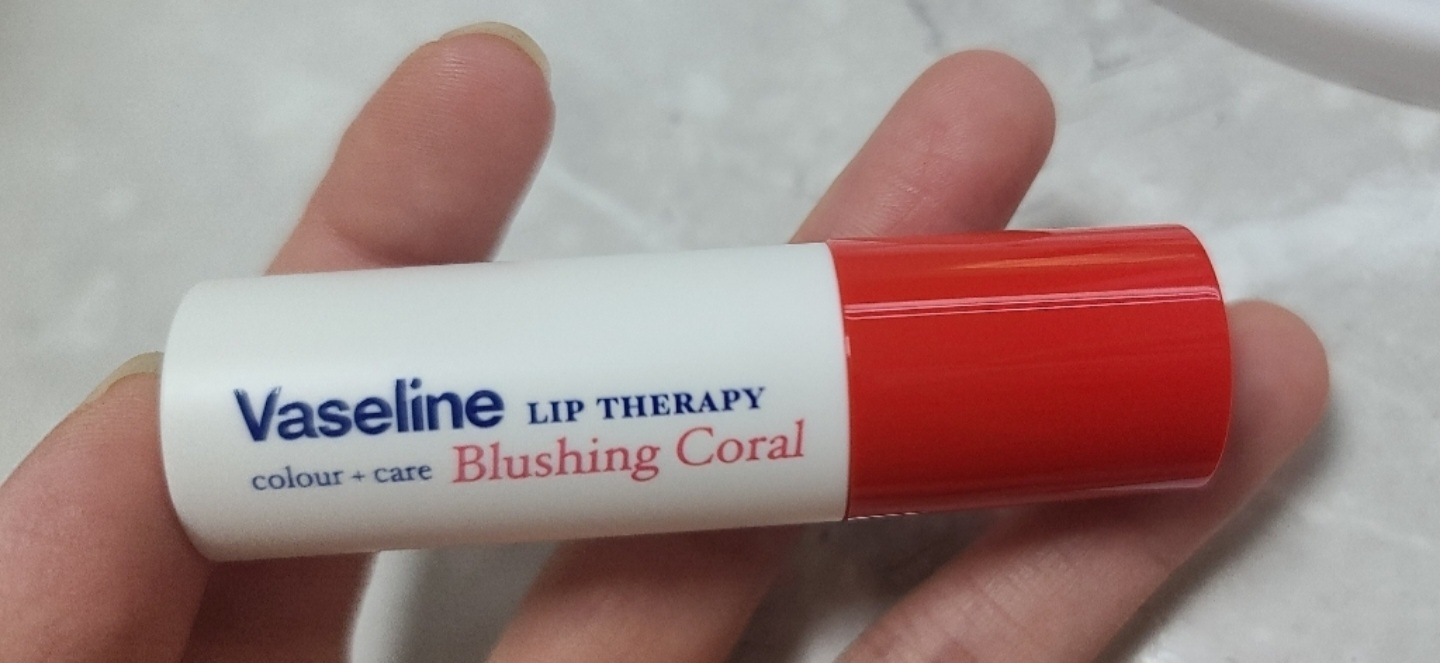 Vaseline LIP THERAPY
colour + care Blushing Coral